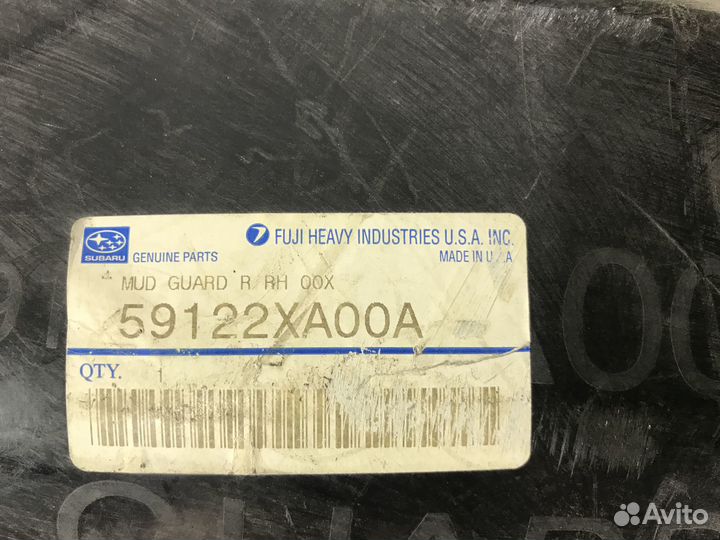 SUBARU
GENUINE PARTS
FUJI HEAVY INDUSTRIES U.S.A. INC.
MADE IN U.S.A
MUD GUARD R RH 00X
59122XA00A
QTY. 1
Avito